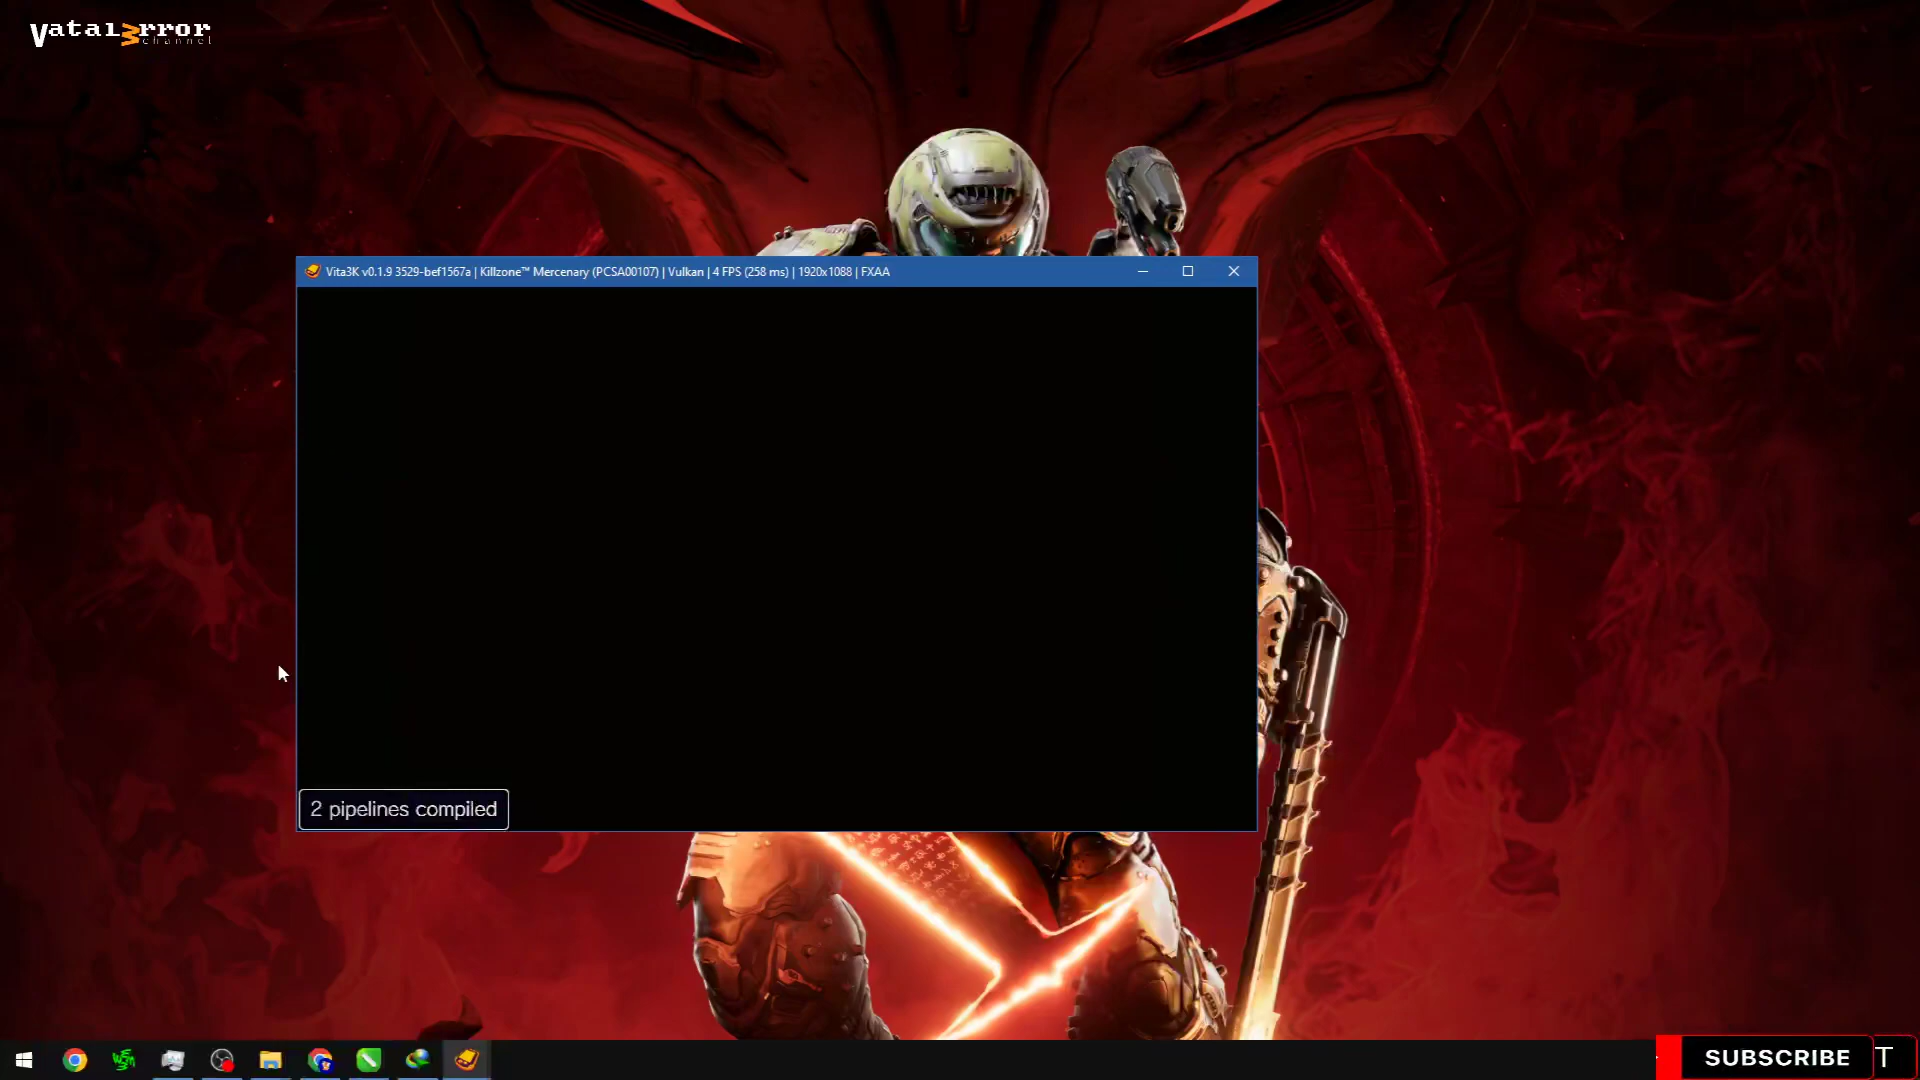 Vatal3rror
channel
Vita3K v0.1.9 3529-bef1567a | Killzone™ Mercenary (PCSA00107) | Vulkan | 4 FPS (258 ms) | 1920x1088 | FXAA
2 pipelines compiled
SUBSCRIBE
T